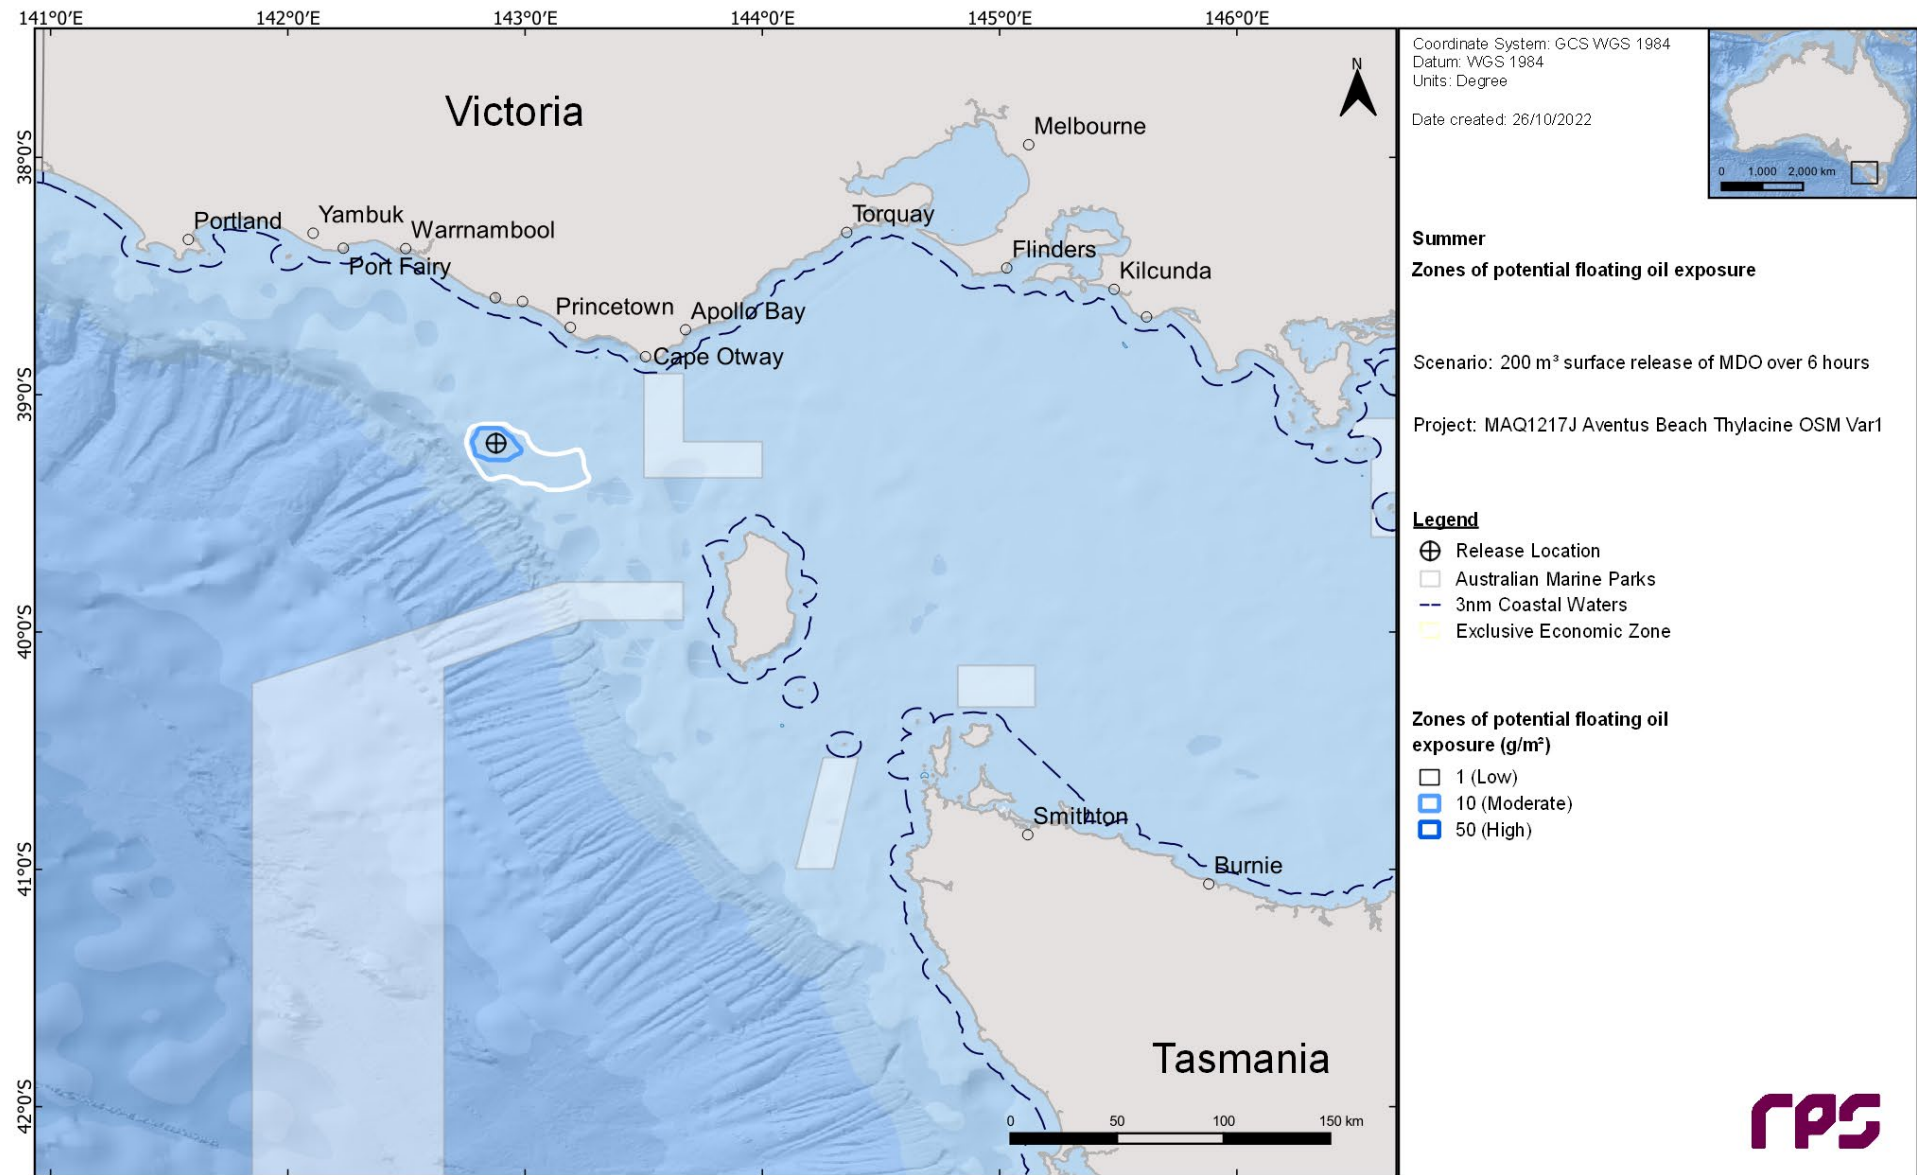 141°0'E 142°0'E 143°0'E 144°0'E 145°0'E 146°0'E
38°0'S
39°0'S
40°0'S
41°0'S
42°0'S
Victoria
N
Melbourne
Portland
Yambuk
Warrnambool
Port Fairy
Torquay
Flinders
Kilcunda
Princetown
Apollo Bay
Cape Otway
Smithton
Burnie
Tasmania
0 50 100 150 km
Coordinate System: GCS WGS 1984
Datum: WGS 1984
Units: Degree
Date created: 26/10/2022
0 1,000 2,000 km
Summer
Zones of potential floating oil exposure
Scenario: 200 m³ surface release of MDO over 6 hours
Project: MAQ1217J Aventus Beach Thylacine OSM Var1
Legend
Release Location
Australian Marine Parks
3nm Coastal Waters
Exclusive Economic Zone
Zones of potential floating oil
exposure (g/m²)
1 (Low)
10 (Moderate)
50 (High)
rps